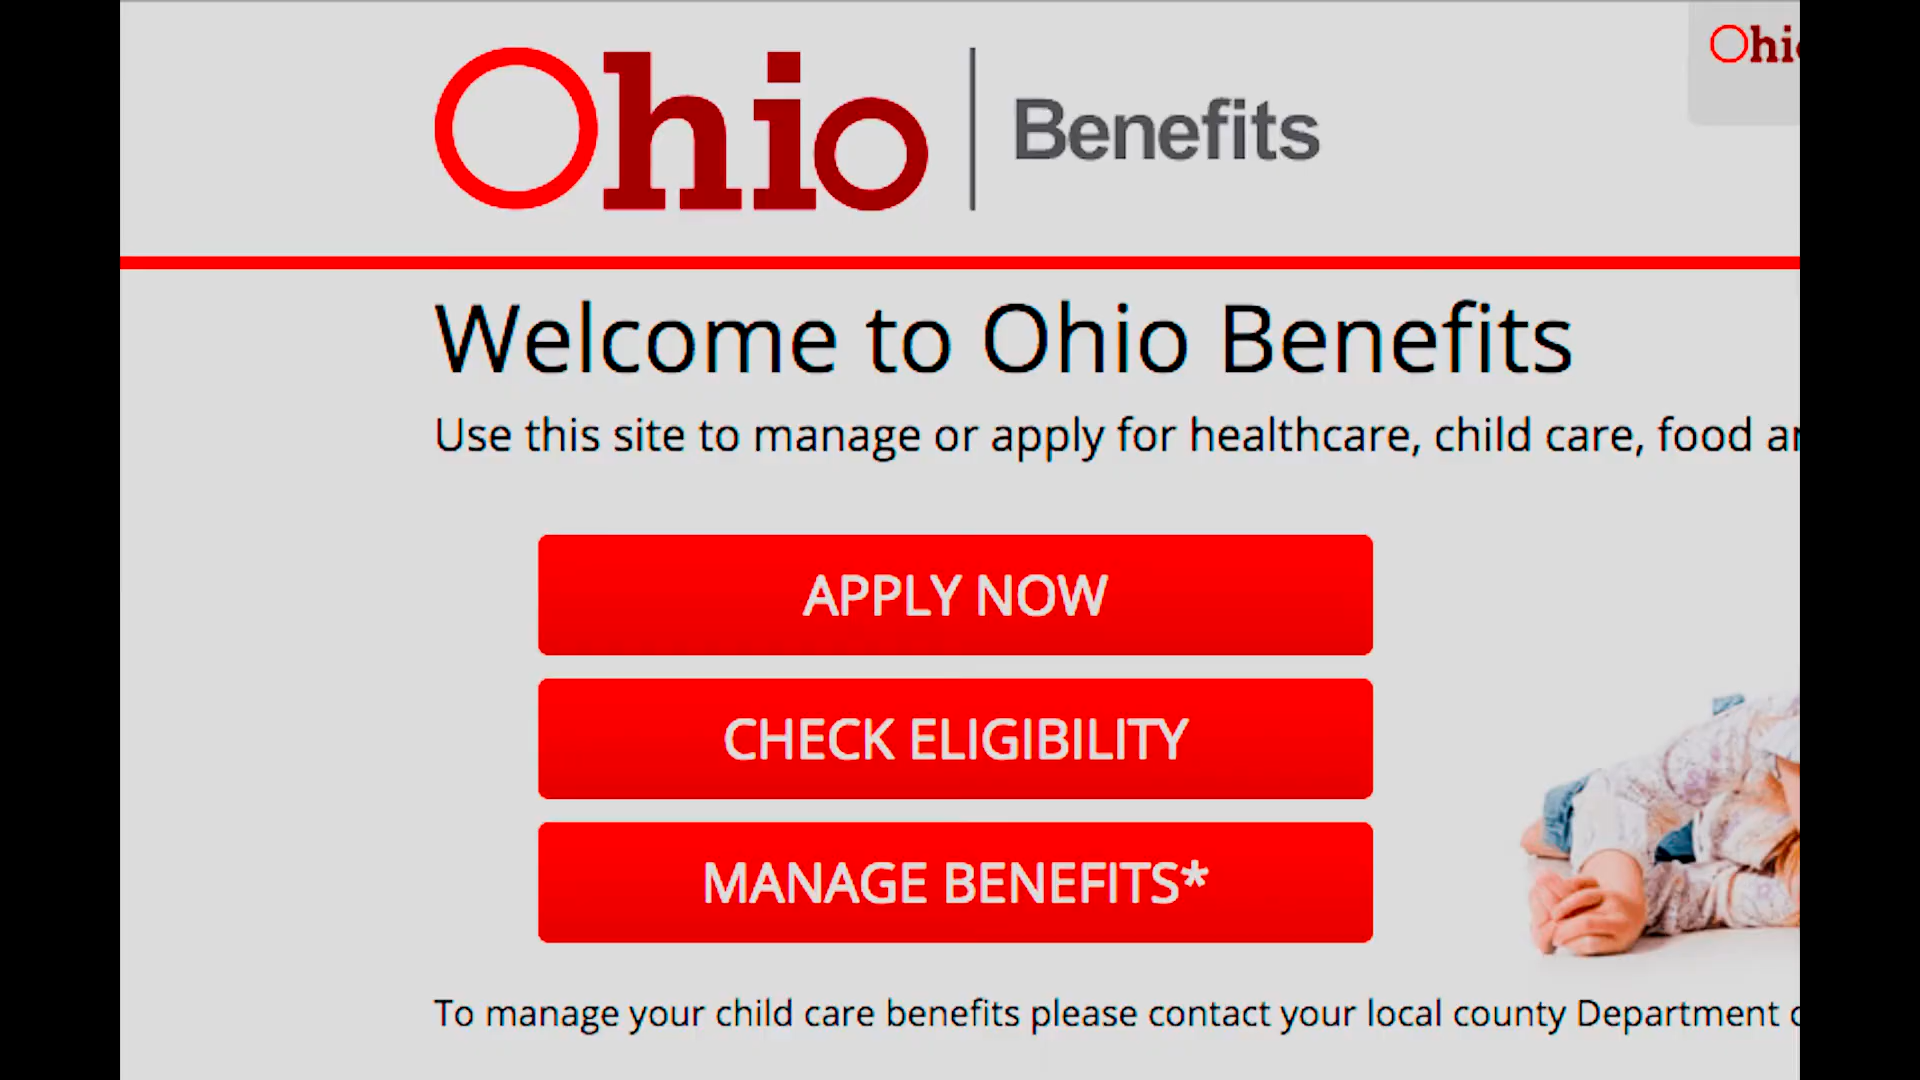 Ohio | Benefits
Welcome to Ohio Benefits
Use this site to manage or apply for healthcare, child care, food
APPLY NOW
CHECK ELIGIBILITY
MANAGE BENEFITS*
To manage your child care benefits please contact your local county Department